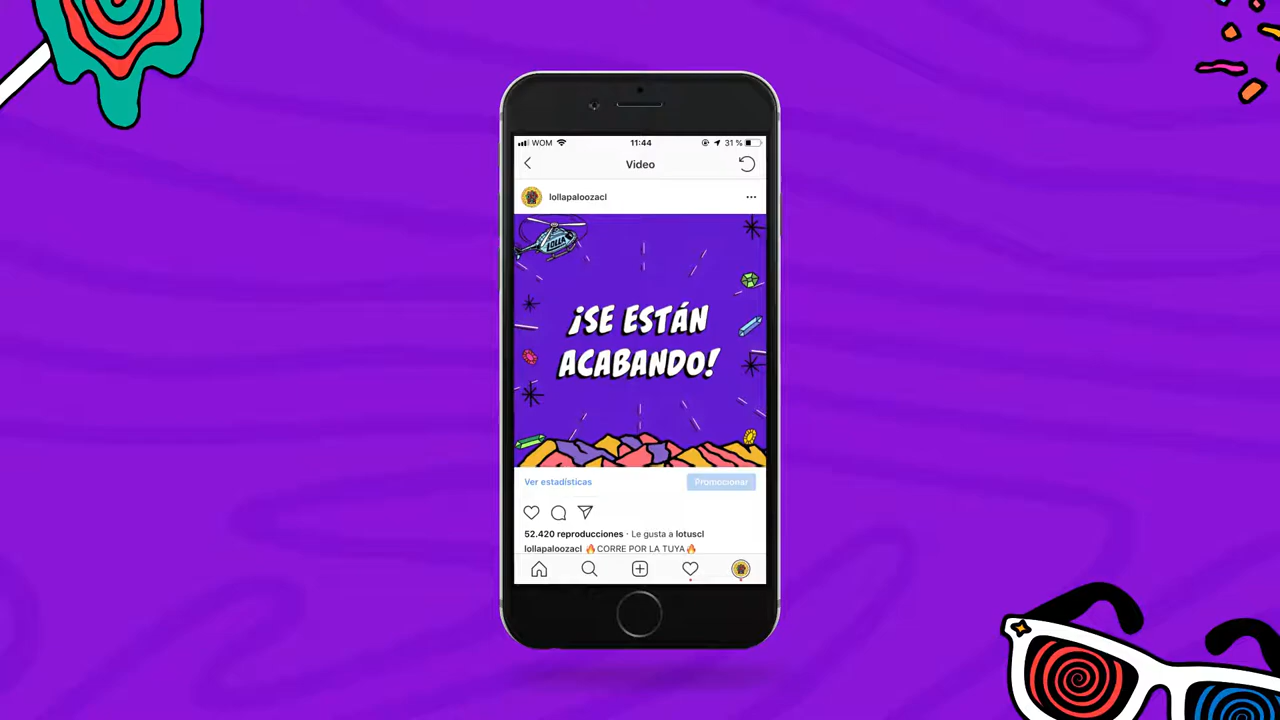 WOM
11:44
31 %
Video
lollapaloozacl
LOLLA
¡SE ESTÁN
ACABANDO!
Ver estadísticas
Promocionar
52.420 reproducciones · Le gusta a lotuscl
lollapaloozacl 🔥CORRE POR LA TUYA🔥